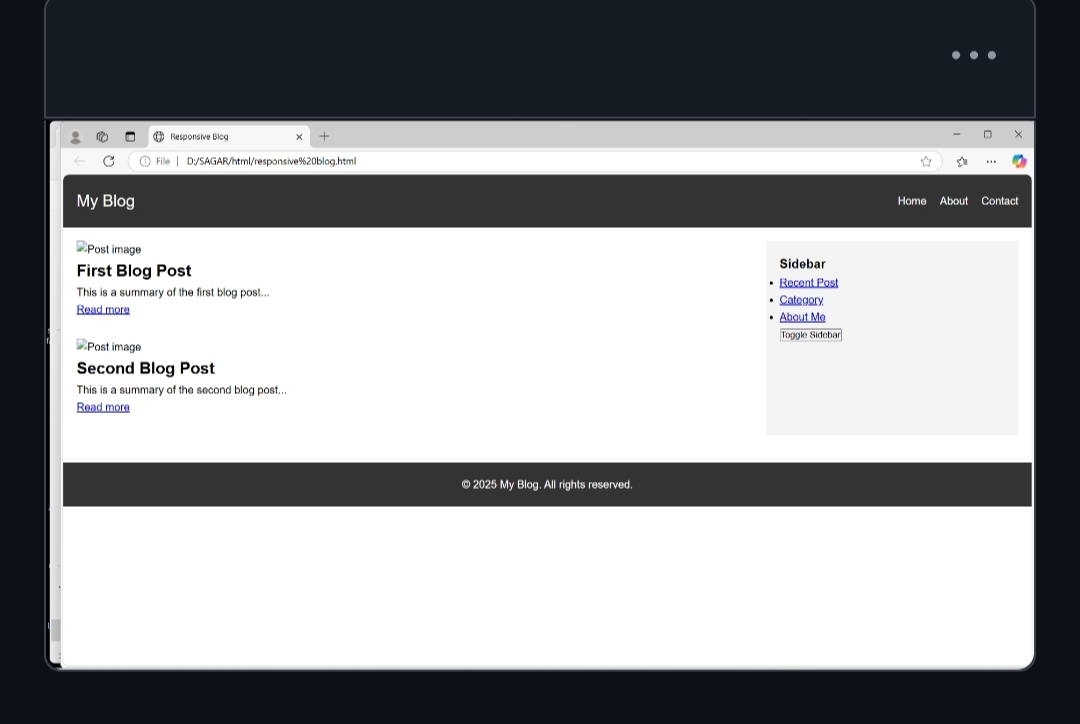 Responsive Blog
File | D:/SAGAR/html/responsive%20blog.html
My Blog
Home About Contact
Post image
First Blog Post
This is a summary of the first blog post...
Read more
Post image
Second Blog Post
This is a summary of the second blog post...
Read more
Sidebar
• Recent Post
• Category
• About Me
Toggle Sidebar
© 2025 My Blog. All rights reserved.